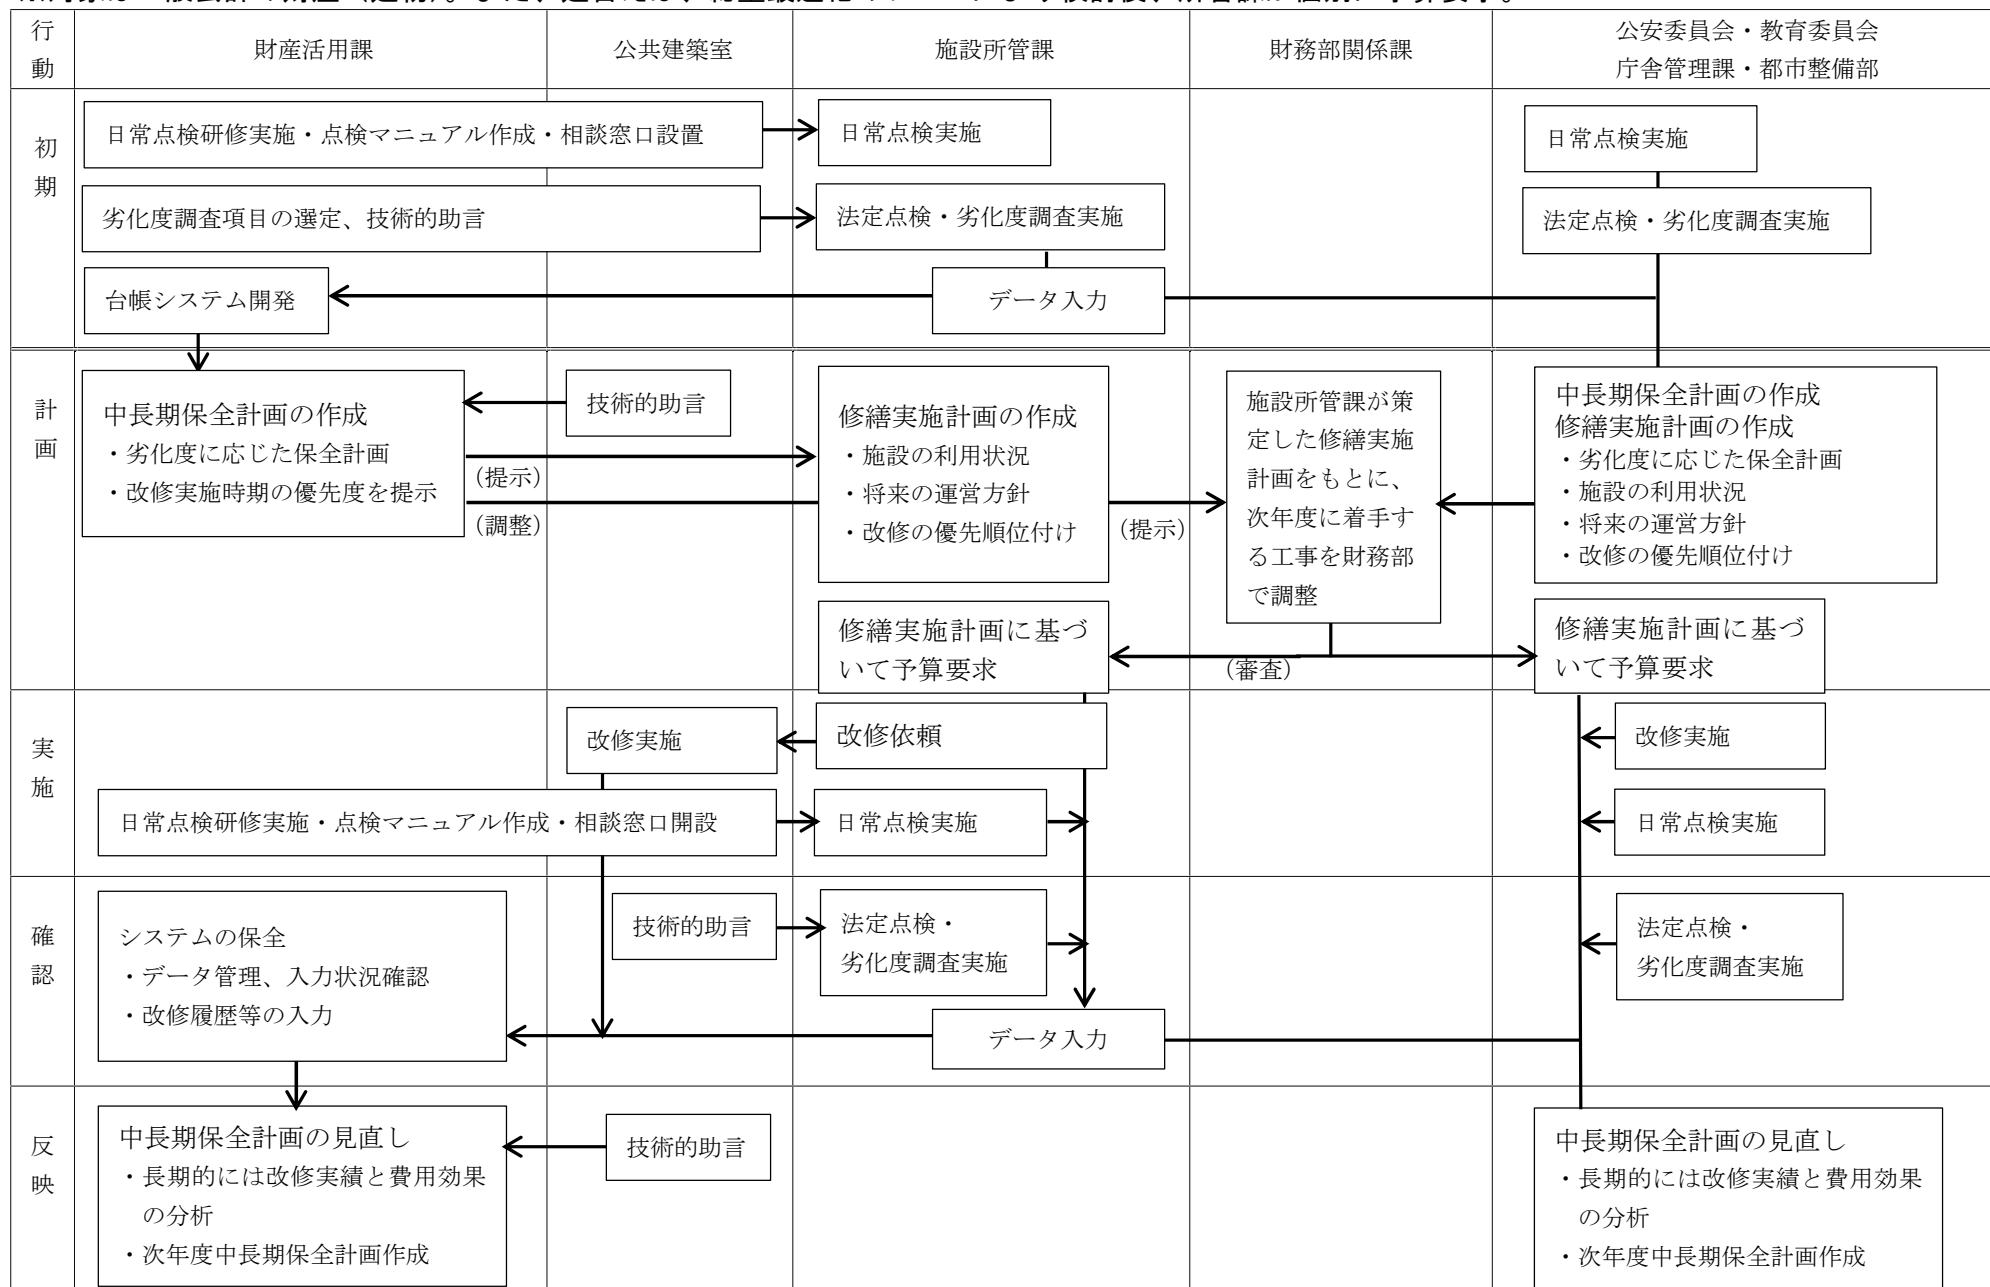 行
動
財産活用課
公共建築室
施設所管課
財務部関係課
公安委員会・教育委員会
庁舎管理課・都市整備部
初
期
日常点検研修実施・点検マニュアル作成・相談窓口設置
日常点検実施
日常点検実施
劣化度調査項目の選定、技術的助言
法定点検・劣化度調査実施
法定点検・劣化度調査実施
台帳システム開発
データ入力
計
画
中長期保全計画の作成
・劣化度に応じた保全計画
・改修実施時期の優先度を提示
技術的助言
(提示)
(調整)
修繕実施計画の作成
・施設の利用状況
・将来の運営方針
・改修の優先順位付け
(提示)
施設所管課が策
定した修繕実施
計画をもとに、
次年度に着手す
る工事を財務部
で調整
中長期保全計画の作成
修繕実施計画の作成
・劣化度に応じた保全計画
・施設の利用状況
・将来の運営方針
・改修の優先順位付け
修繕実施計画に基づ
いて予算要求
(審査)
修繕実施計画に基づ
いて予算要求
実
施
改修実施
改修依頼
改修実施
日常点検研修実施・点検マニュアル作成・相談窓口開設
日常点検実施
日常点検実施
確
認
システムの保全
・データ管理、入力状況確認
・改修履歴等の入力
技術的助言
法定点検・
劣化度調査実施
法定点検・
劣化度調査実施
データ入力
反
映
中長期保全計画の見直し
・長期的には改修実績と費用効果
の分析
・次年度中長期保全計画作成
技術的助言
中長期保全計画の見直し
・長期的には改修実績と費用効果
の分析
・次年度中長期保全計画作成